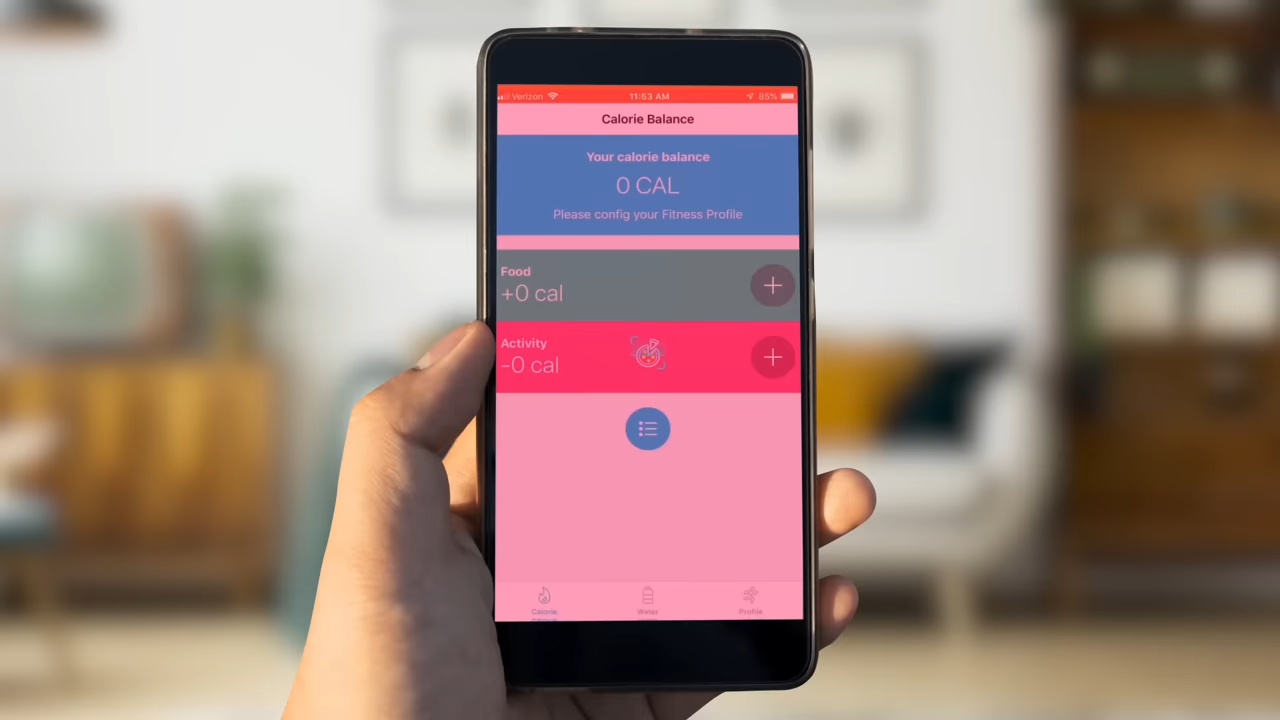 Verizon 11:53 AM 85%
Calorie Balance
Your calorie balance
0 CAL
Please config your Fitness Profile
Food
+0 cal
Activity
-0 cal
Calorie Water Profile